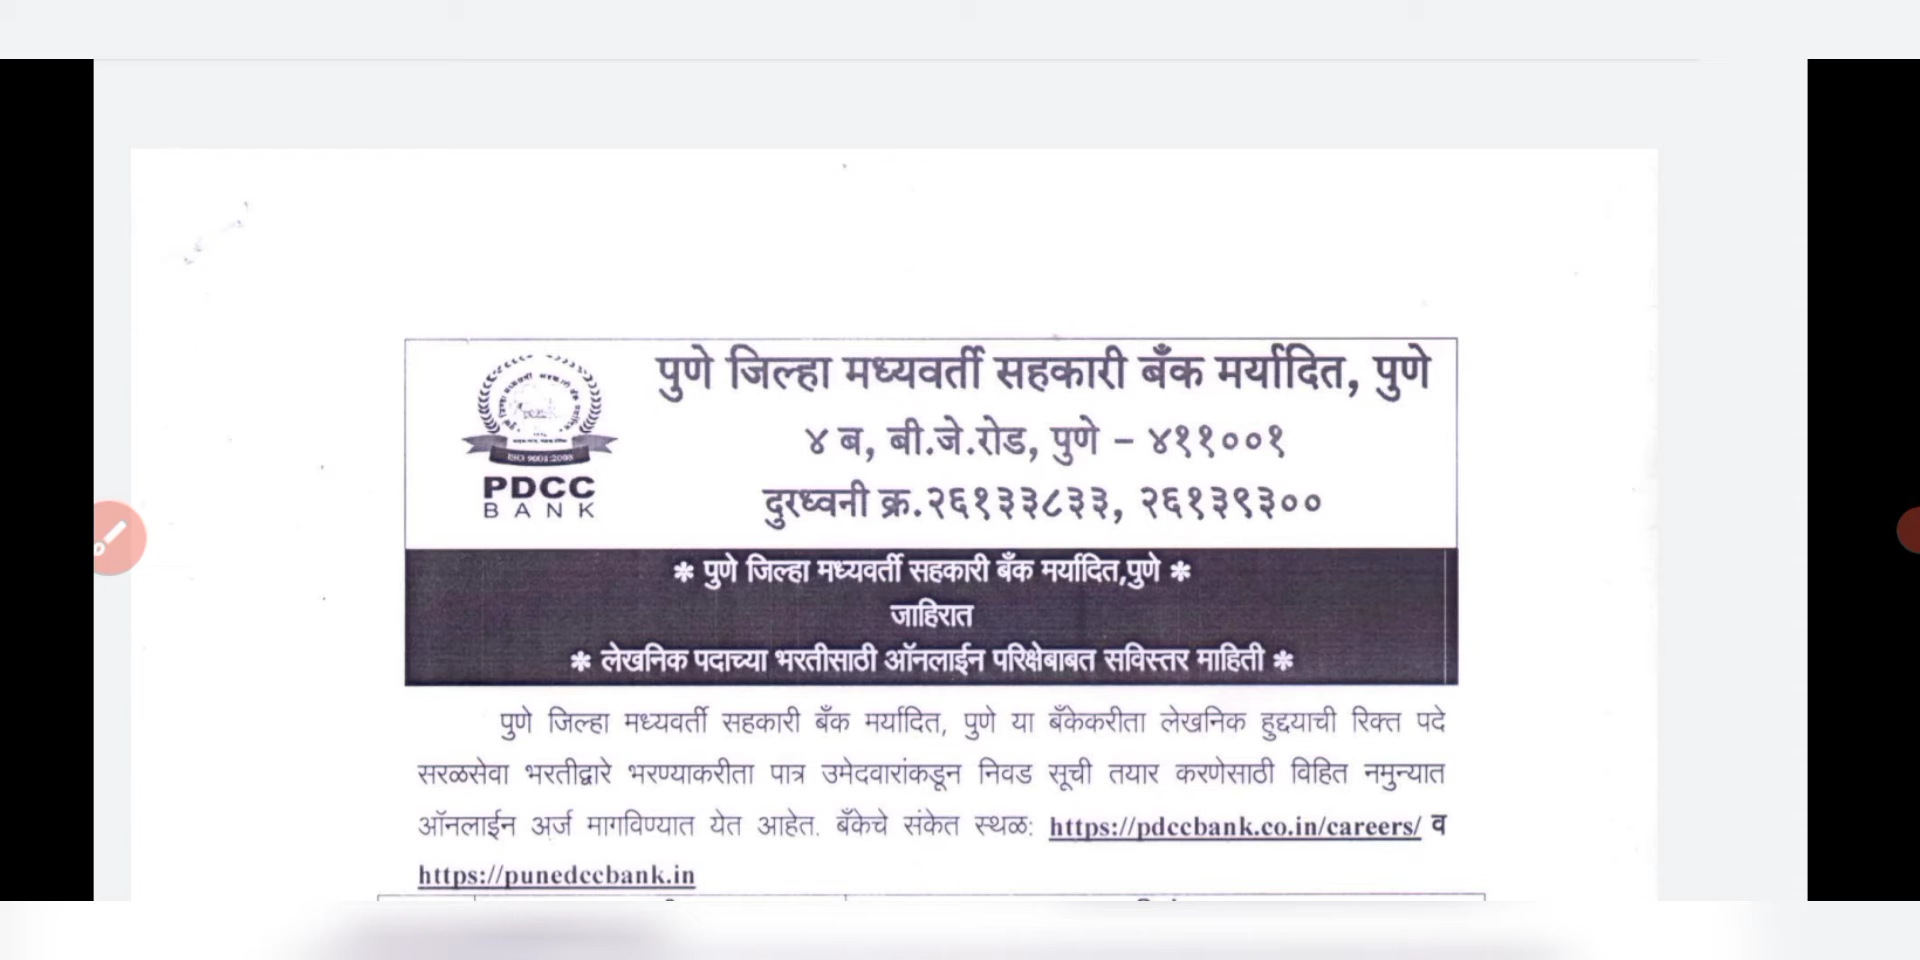 पुणे जिल्हा मध्यवर्ती सहकारी बँक मर्यादित, पुणे
४ ब, बी.जे.रोड, पुणे – ४११००१
दुरध्वनी क्र.२६१३३८३३, २६१३९३००
ISO 9001:2008
PDCC
BANK
* पुणे जिल्हा मध्यवर्ती सहकारी बँक मर्यादित,पुणे *
जाहिरात
* लेखनिक पदाच्या भरतीसाठी ऑनलाईन परिक्षेबाबत सविस्तर माहिती *
पुणे जिल्हा मध्यवर्ती सहकारी बँक मर्यादित, पुणे या बँकेकरीता लेखनिक हुद्दयाची रिक्त पदे
सरळसेवा भरतीद्वारे भरण्याकरीता पात्र उमेदवारांकडून निवड सूची तयार करणेसाठी विहित नमुन्यात
ऑनलाईन अर्ज मागविण्यात येत आहेत. बँकेचे संकेत स्थळ: https://pdccbank.co.in/careers/ व
https://punedccbank.in